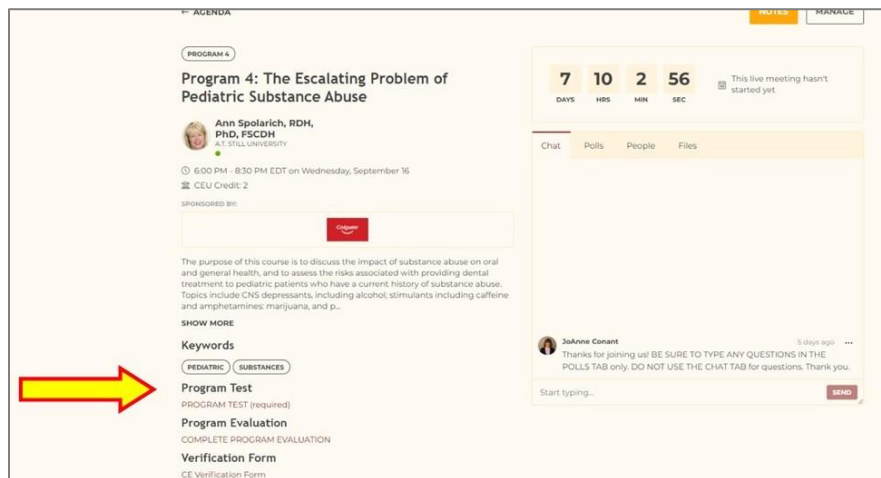 ← AGENDA
NOTES
MANAGE
PROGRAM 4
Program 4: The Escalating Problem of
Pediatric Substance Abuse
Ann Spolarich, RDH,
PhD, FSCDH
A.T. STILL UNIVERSITY
6:00 PM - 8:30 PM EDT on Wednesday, September 16
CEU Credit: 2
SPONSORED BY:
Colgate
The purpose of this course is to discuss the impact of substance abuse on oral
and general health, and to assess the risks associated with providing dental
treatment to pediatric patients who have a current history of substance abuse.
Topics include CNS depressants, including alcohol; stimulants including caffeine
and amphetamines; marijuana, and p...
SHOW MORE
Keywords
PEDIATRIC SUBSTANCES
Program Test
PROGRAM TEST (required)
Program Evaluation
COMPLETE PROGRAM EVALUATION
Verification Form
CE Verification Form
7 10 2 56
DAYS HRS MIN SEC
This live meeting hasn't
started yet
Chat Polls People Files
JoAnne Conant 5 days ago ...
Thanks for joining us! BE SURE TO TYPE ANY QUESTIONS IN THE
POLLS TAB only. DO NOT USE THE CHAT TAB for questions. Thank you.
Start typing...
SEND